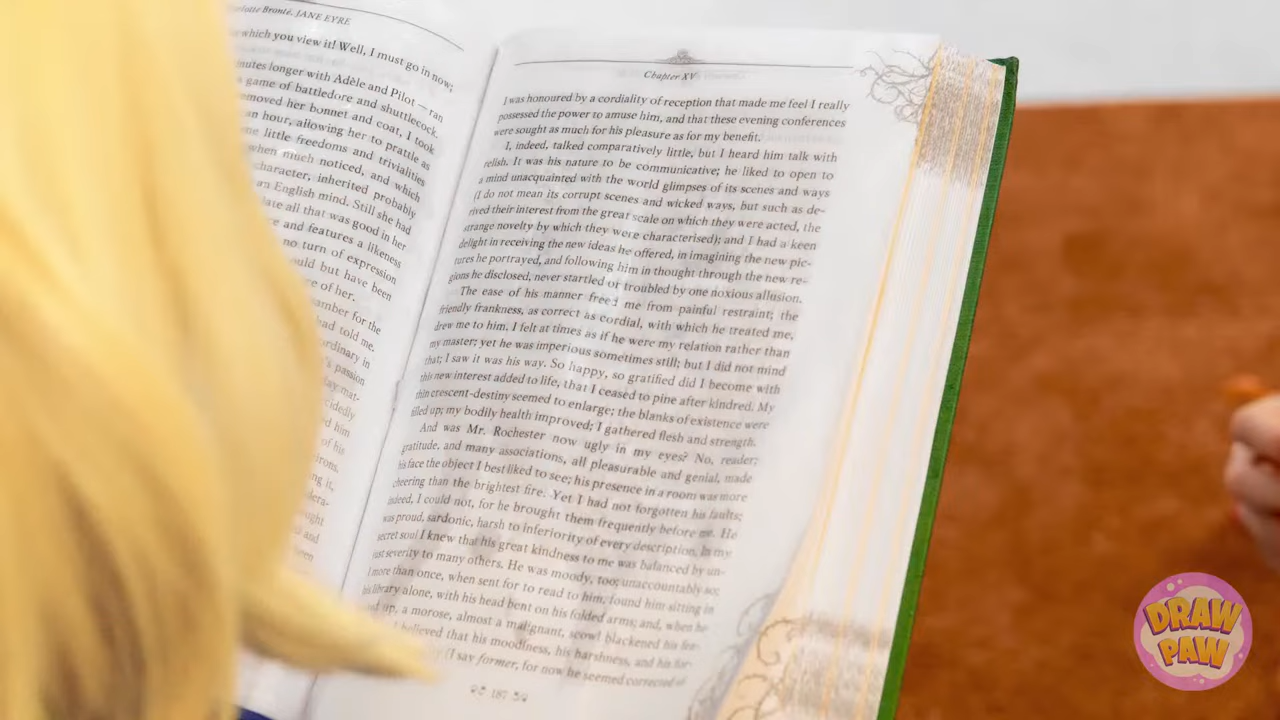 Charlotte Brontë, JANE EYRE
which you view it! Well, I must go in now;
minutes longer with Adèle and Pilot — ran
a game of battledore and shuttlecock.
removed her bonnet and coat, I took
an hour, allowing her to prattle as
little freedoms and trivialities
when much noticed, and which
character, inherited probably
an English mind. Still she had
all that was good in her
and features a likeness
no turn of expression
but have been
of her.
for the
had told me.
in
passion
him
of his
it,
and
been
Chapter XV
I was honoured by a cordiality of reception that made me feel I really
possessed the power to amuse him, and that these evening conferences
were sought as much for his pleasure as for my benefit.
I, indeed, talked comparatively little, but I heard him talk with
relish. It was his nature to be communicative; he liked to open to
a mind unacquainted with the world glimpses of its scenes and ways
(I do not mean its corrupt scenes and wicked ways, but such as de-
rived their interest from the great scale on which they were acted, the
strange novelty by which they were characterised); and I had a keen
delight in receiving the new ideas he offered, in imagining the new pic-
tures he portrayed, and following him in thought through the new re-
gions he disclosed, never startled or troubled by one noxious allusion.
The ease of his manner freed me from painful restraint; the
friendly frankness, as correct as cordial, with which he treated me,
drew me to him. I felt at times as if he were my relation rather than
my master; yet he was imperious sometimes still; but I did not mind
that; I saw it was his way. So happy, so gratified did I become with
this new interest added to life, that I ceased to pine after kindred. My
thin crescent-destiny seemed to enlarge; the blanks of existence were
filled up; my bodily health improved; I gathered flesh and strength.
And was Mr. Rochester now ugly in my eyes? No, reader;
gratitude, and many associations, all pleasurable and genial, made
his face the object I best liked to see; his presence in a room was more
cheering than the brightest fire. Yet I had not forgotten his faults;
indeed, I could not, for he brought them frequently before me. He
was proud, sardonic, harsh to inferiority of every description. In my
secret soul I knew that his great kindness to me was balanced by un-
just severity to many others. He was moody, too; unaccountably so;
I more than once, when sent for to read to him, found him sitting in
his library alone, with his head bent on his folded arms; and, when he
up, a morose, almost a malignant, scowl blackened his fea-
I believed that his moodiness, his harshness, and his for-
(I say former, for now he seemed corrected of
187
DRAW
PAW